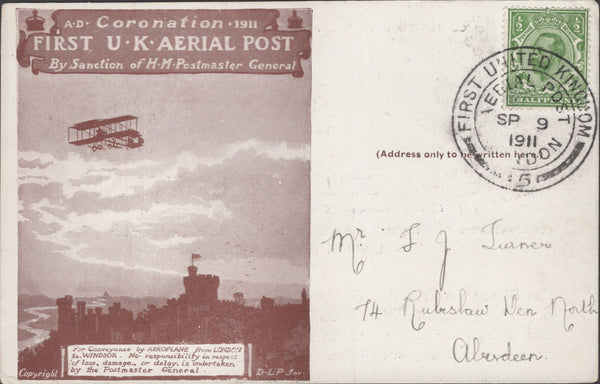 A·D· Coronation · 1911
FIRST U·K·AERIAL POST
By Sanction of H·M·Postmaster General
For Conveyance by AEROPLANE from LONDON
to WINDSOR. No responsibility in respect
of loss, damage, or delay, is undertaken
by the Postmaster General.
Copyright
D·L·P· Inv.
HALFPENNY
FIRST UNITED KINGDOM
AERIAL POST
SP 9
1911
LONDON
5
(Address only to be written here)
Mr F. J. Turner
74 Rubislaw Den North
Aberdeen